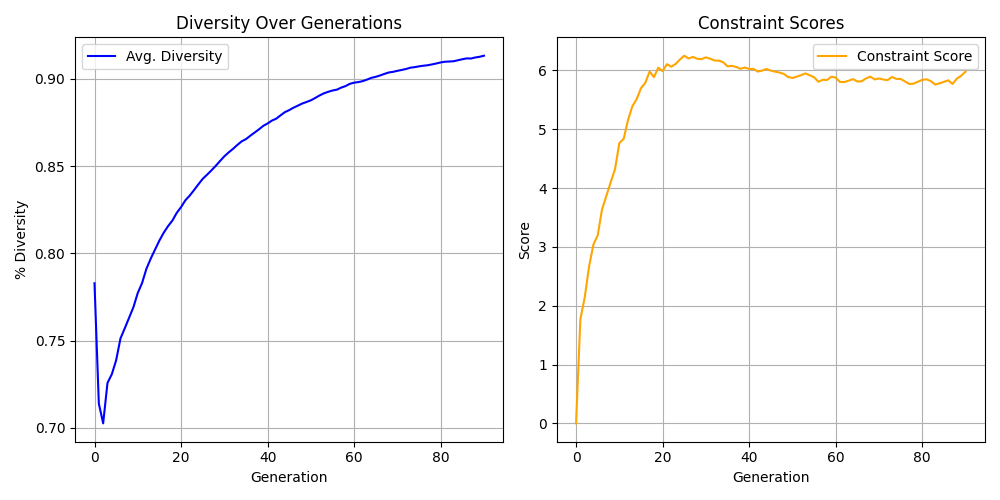 Diversity Over Generations
Avg. Diversity
% Diversity
0.90
0.85
0.80
0.75
0.70
0
20
40
60
80
Generation
Constraint Scores
Constraint Score
Score
6
5
4
3
2
1
0
0
20
40
60
80
Generation